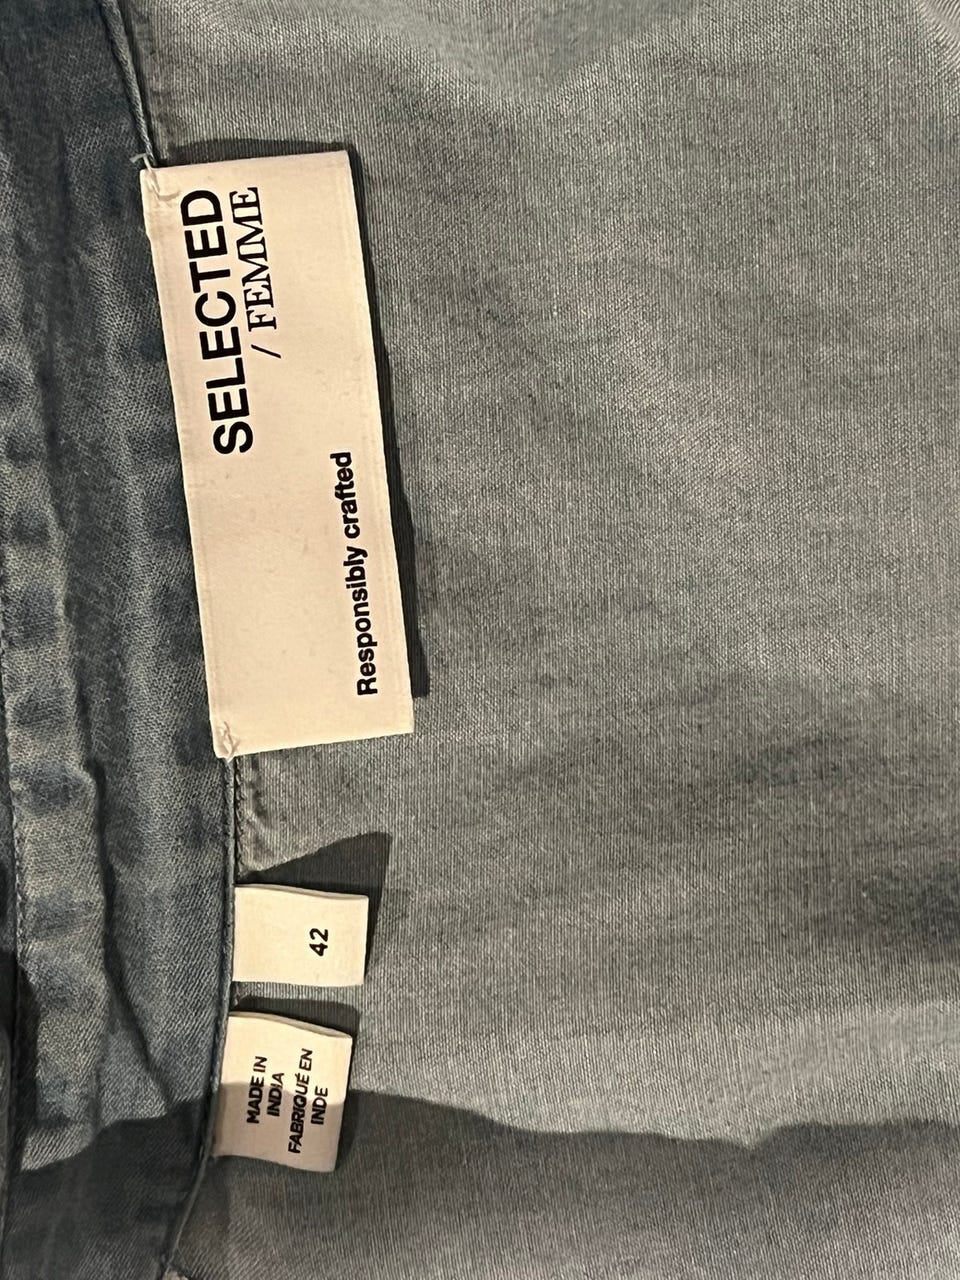 SELECTED
/ FEMME
Responsibly crafted
42
MADE IN
INDIA
FABRIQUÉ EN
INDE